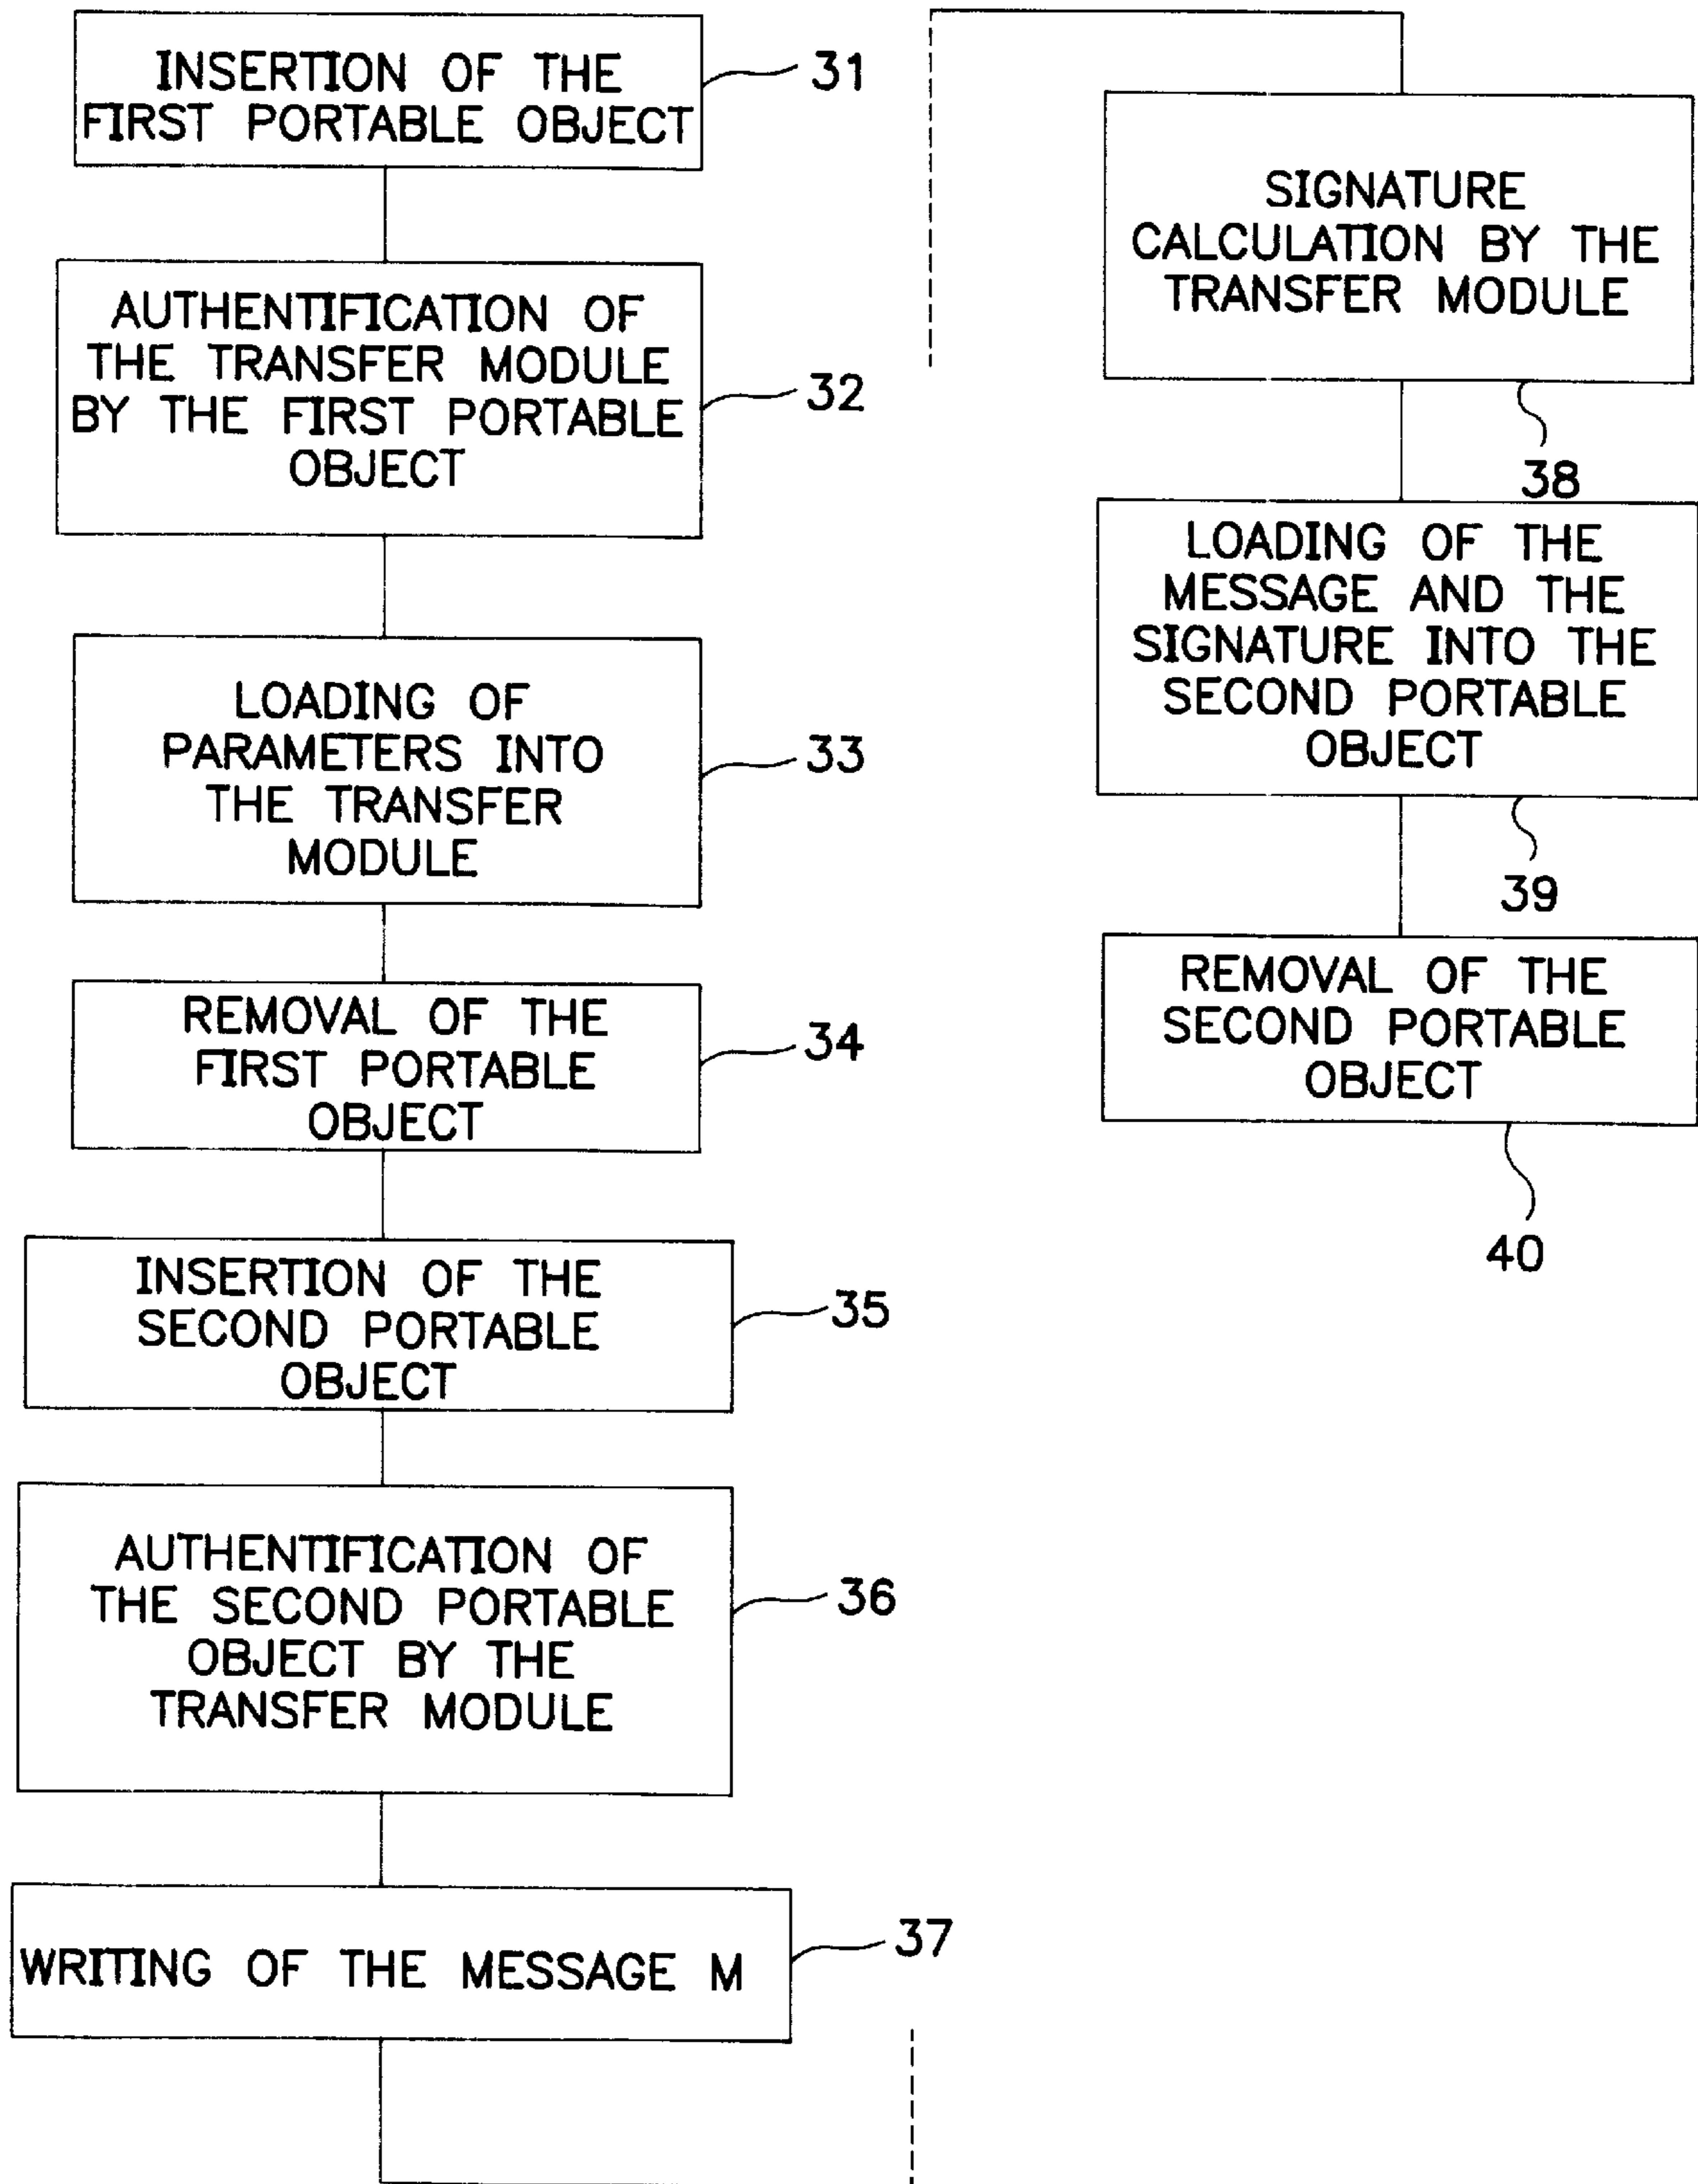 INSERTION OF THE
FIRST PORTABLE OBJECT
31
AUTHENTIFICATION OF
THE TRANSFER MODULE
BY THE FIRST PORTABLE
OBJECT
32
LOADING OF
PARAMETERS INTO
THE TRANSFER
MODULE
33
REMOVAL OF THE
FIRST PORTABLE
OBJECT
34
INSERTION OF THE
SECOND PORTABLE
OBJECT
35
AUTHENTIFICATION OF
THE SECOND PORTABLE
OBJECT BY THE
TRANSFER MODULE
36
WRITING OF THE MESSAGE M
37
SIGNATURE
CALCULATION BY THE
TRANSFER MODULE
38
LOADING OF THE
MESSAGE AND THE
SIGNATURE INTO THE
SECOND PORTABLE
OBJECT
39
REMOVAL OF THE
SECOND PORTABLE
OBJECT
40